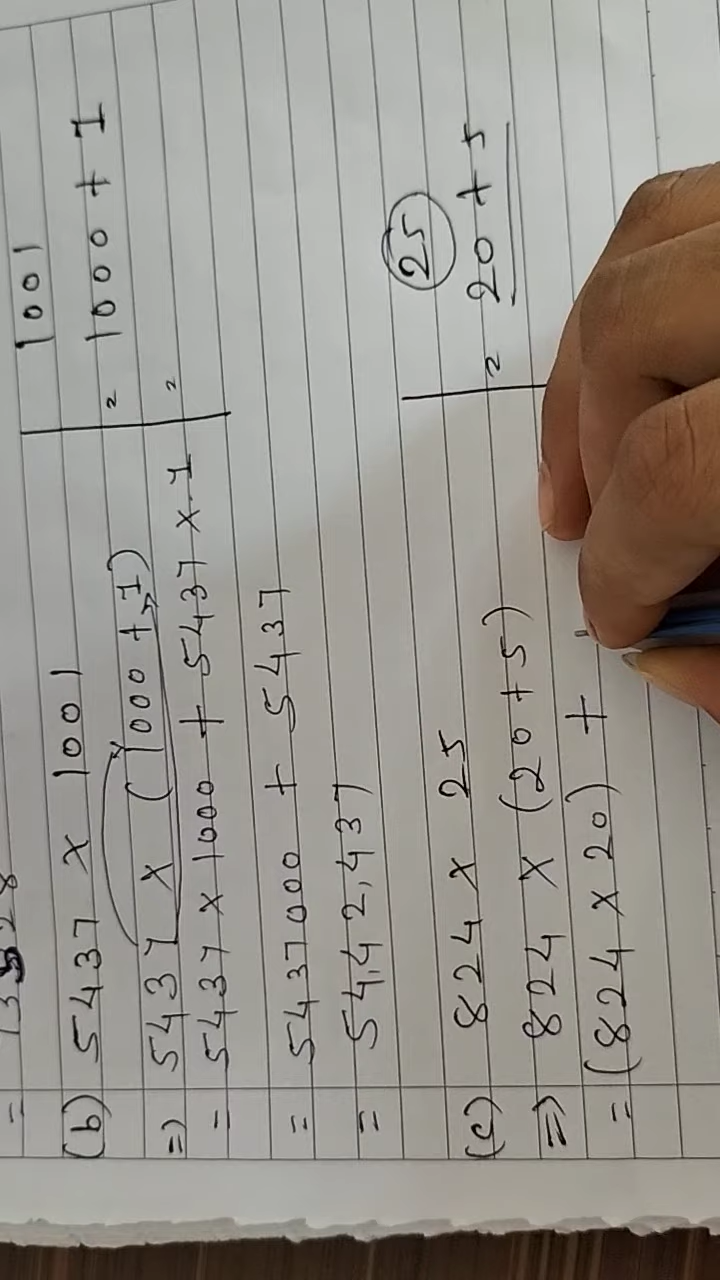 (b) 5437 × 1001
⇒ 5437 × (1000 + 1)
= 5437 × 1000 + 5437 × 1
= 5437000 + 5437
= 54,42,437
1001
= 1000 + 1
=
(c) 824 × 25
⇒ 824 × (20 + 5)
= (824 × 20) +
25
= 20 + 5